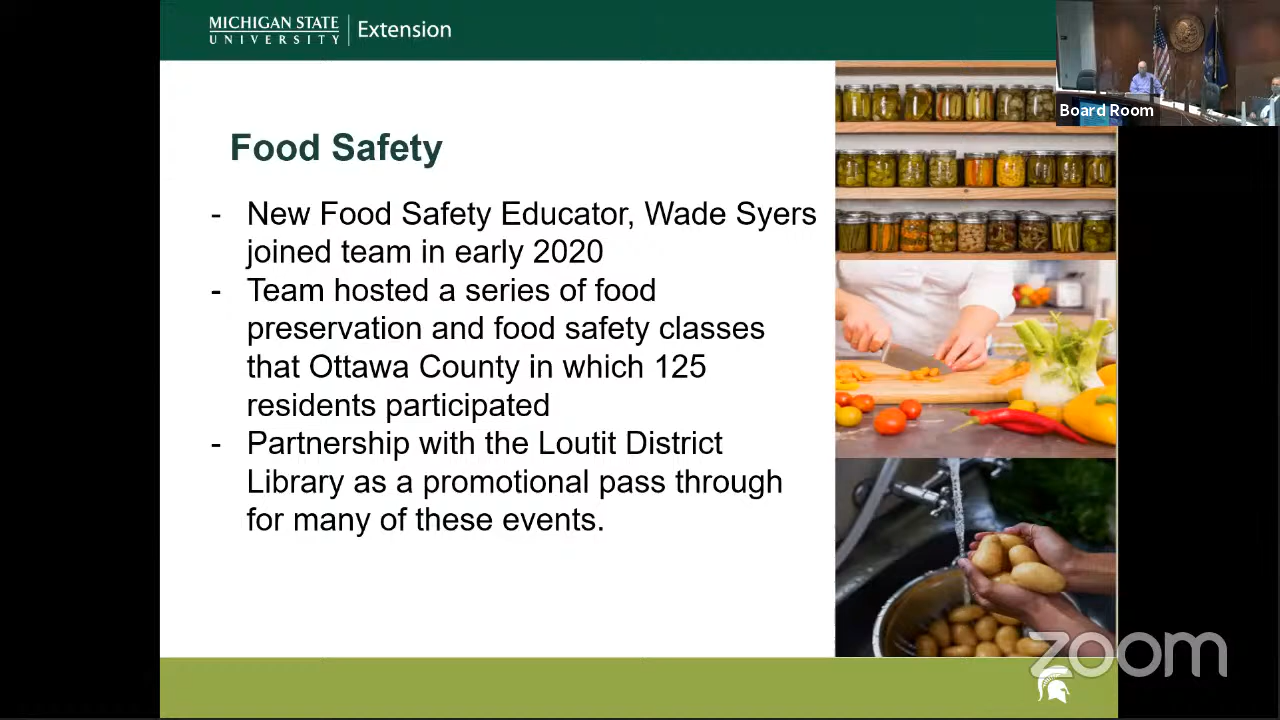 MICHIGAN STATE
UNIVERSITY
Extension
Board Room
Food Safety
- New Food Safety Educator, Wade Syers
joined team in early 2020
- Team hosted a series of food
preservation and food safety classes
that Ottawa County in which 125
residents participated
- Partnership with the Loutit District
Library as a promotional pass through
for many of these events.
zoom